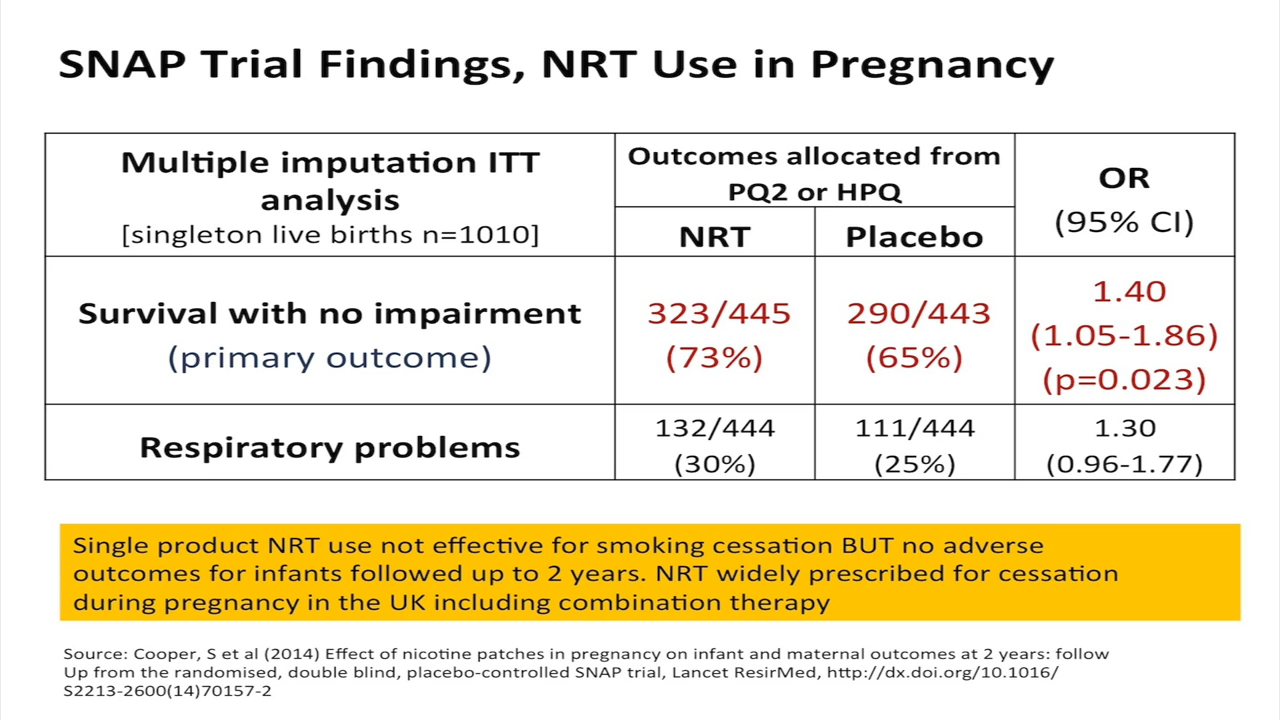 SNAP Trial Findings, NRT Use in Pregnancy
Multiple imputation ITT
analysis
[singleton live births n=1010]
Outcomes allocated from
PQ2 or HPQ
NRT
Placebo
OR
(95% CI)
Survival with no impairment
(primary outcome)
323/445
(73%)
290/443
(65%)
1.40
(1.05-1.86)
(p=0.023)
Respiratory problems
132/444
(30%)
111/444
(25%)
1.30
(0.96-1.77)
Single product NRT use not effective for smoking cessation BUT no adverse
outcomes for infants followed up to 2 years. NRT widely prescribed for cessation
during pregnancy in the UK including combination therapy
Source: Cooper, S et al (2014) Effect of nicotine patches in pregnancy on infant and maternal outcomes at 2 years: follow
Up from the randomised, double blind, placebo-controlled SNAP trial, Lancet ResirMed, http://dx.doi.org/10.1016/
S2213-2600(14)70157-2